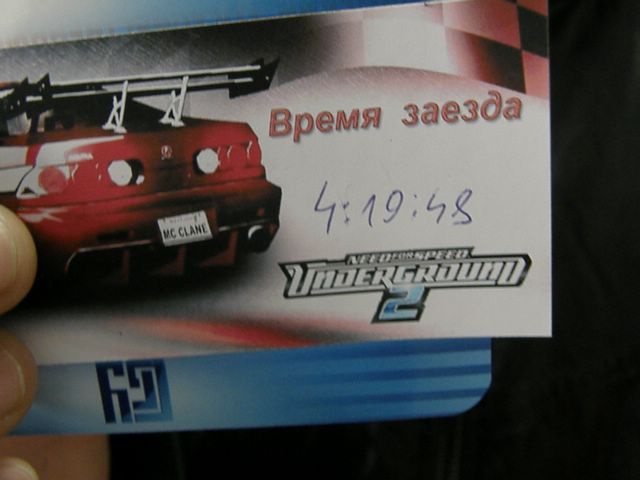 Время заезда
4:19:48
MC CLANE
NEED FOR SPEED
UNDERGROUND
2